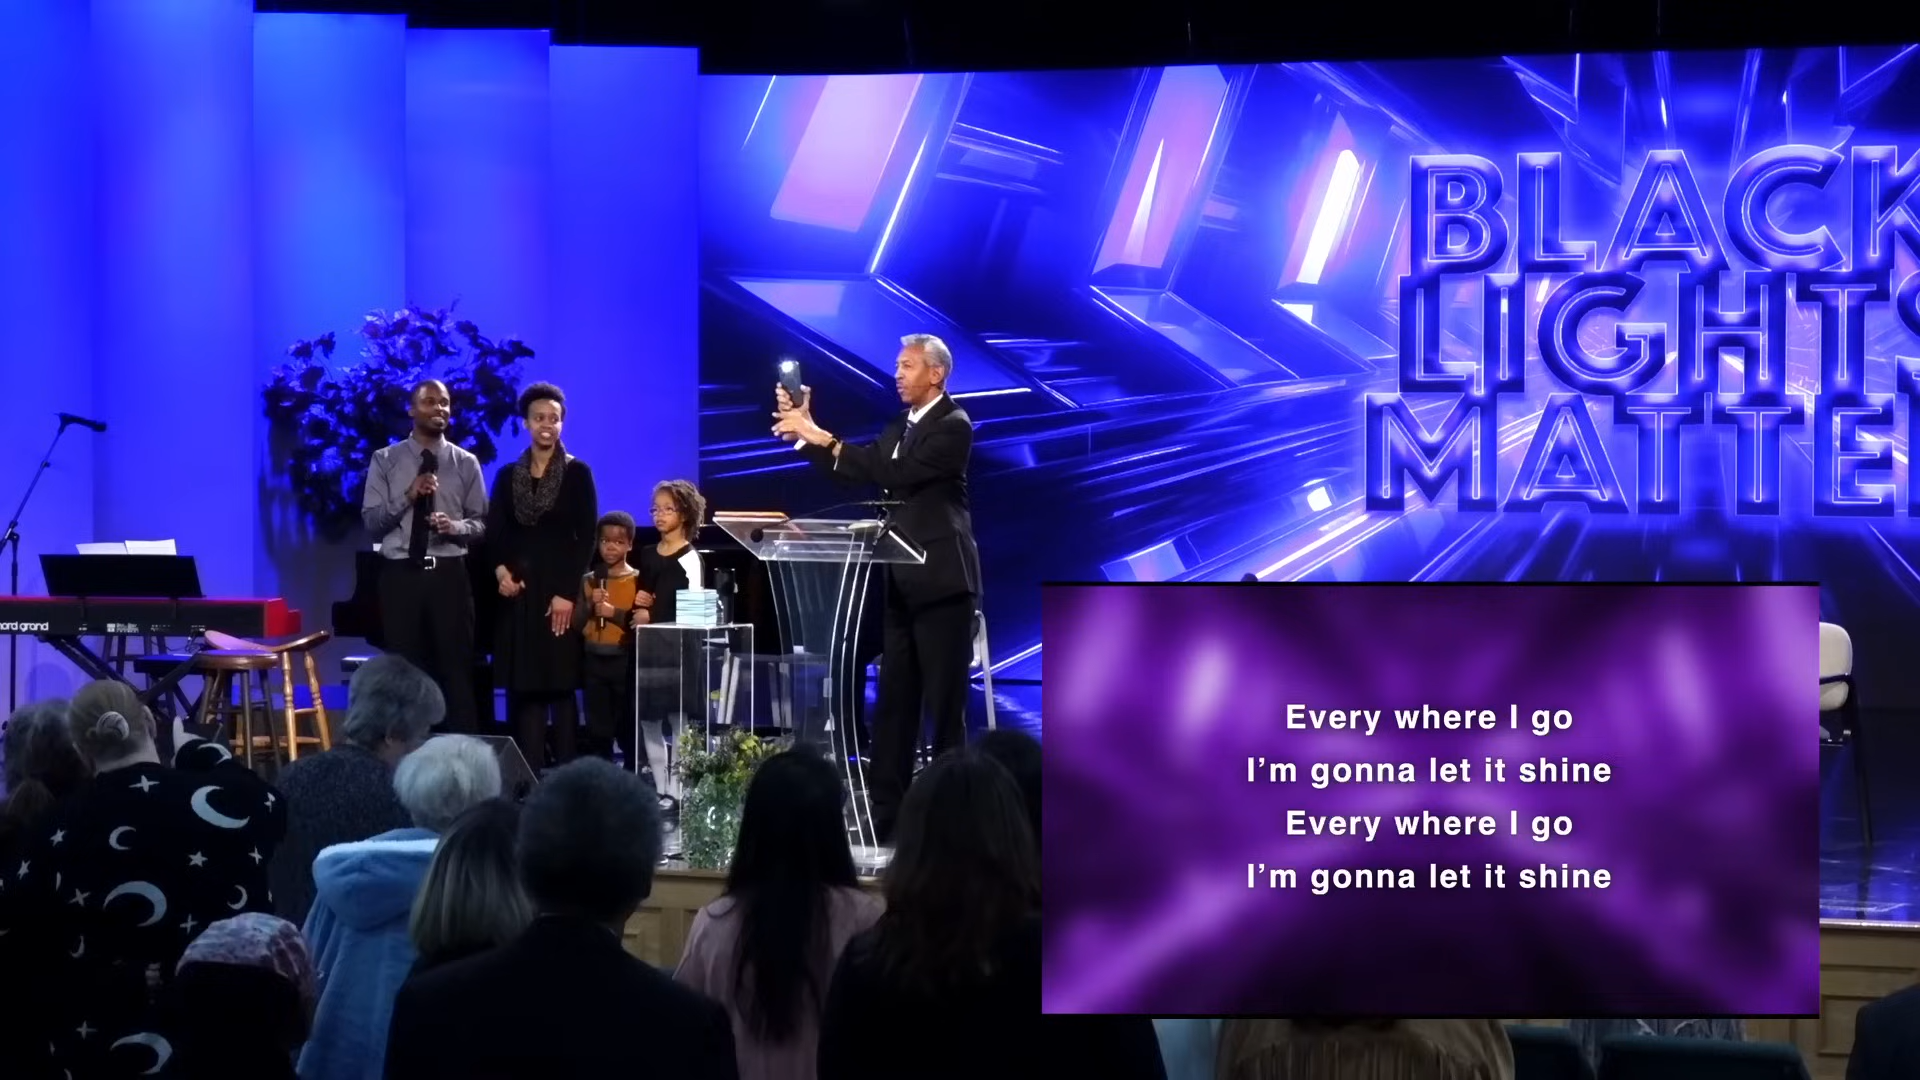 BLACK
LIGHTS
MATTER
nord grand
Every where I go
I’m gonna let it shine
Every where I go
I’m gonna let it shine